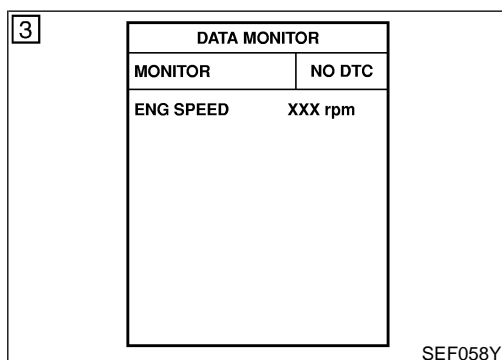 3
DATA MONITOR
MONITOR NO DTC
ENG SPEED XXX rpm
SEF058Y